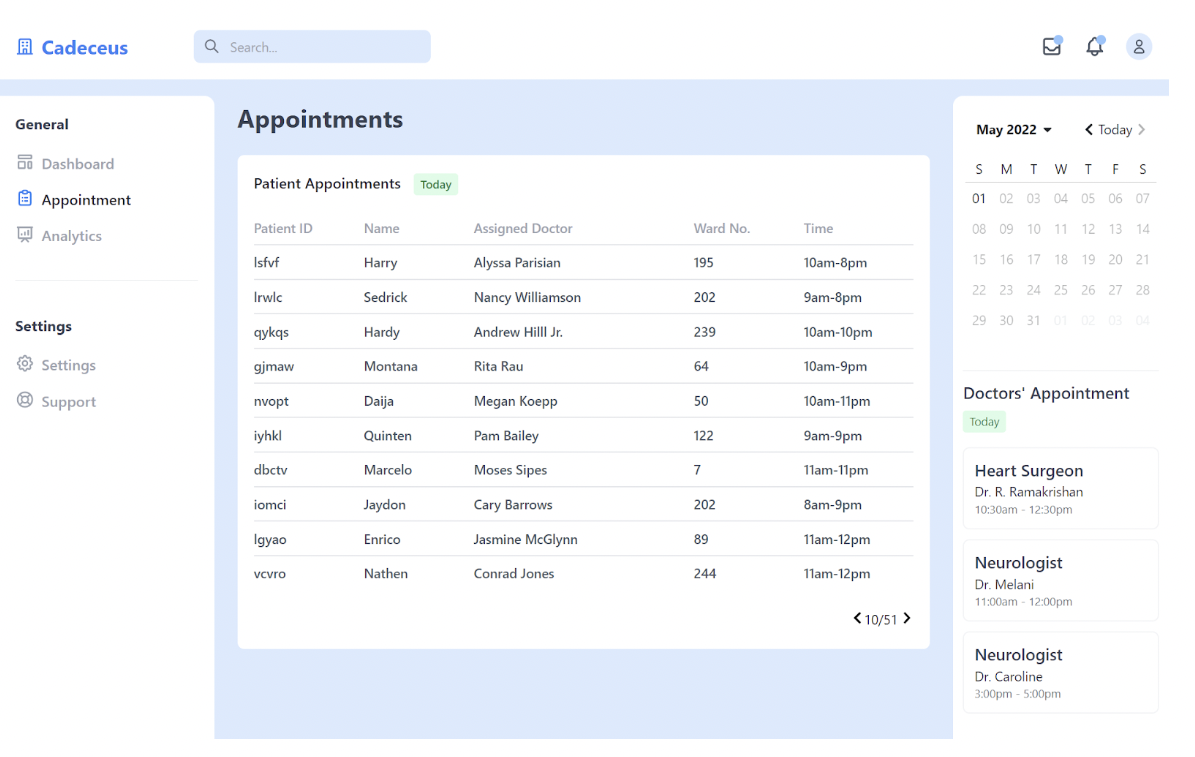 Cadeceus
Search...
General
Dashboard
Appointment
Analytics
Settings
Settings
Support
Appointments
Patient Appointments Today
Patient ID Name Assigned Doctor Ward No. Time
lsfvf Harry Alyssa Parisian 195 10am-8pm
lrwlc Sedrick Nancy Williamson 202 9am-8pm
qykqs Hardy Andrew Hilll Jr. 239 10am-10pm
gjmaw Montana Rita Rau 64 10am-9pm
nvopt Daija Megan Koepp 50 10am-11pm
iyhkl Quinten Pam Bailey 122 9am-9pm
dbctv Marcelo Moses Sipes 7 11am-11pm
iomci Jaydon Cary Barrows 202 8am-9pm
lgyao Enrico Jasmine McGlynn 89 11am-12pm
vcvro Nathen Conrad Jones 244 11am-12pm
10/51
May 2022 Today
S M T W T F S
01 02 03 04 05 06 07
08 09 10 11 12 13 14
15 16 17 18 19 20 21
22 23 24 25 26 27 28
29 30 31 01 02 03 04
Doctors' Appointment
Today
Heart Surgeon
Dr. R. Ramakrishan
10:30am - 12:30pm
Neurologist
Dr. Melani
11:00am - 12:00pm
Neurologist
Dr. Caroline
3:00pm - 5:00pm